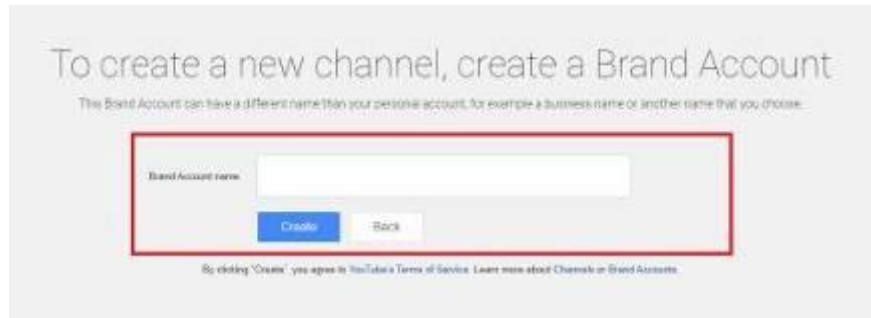 To create a new channel, create a Brand Account
This Brand Account can have a different name than your personal account, for example a business name or another name that you choose.
Brand Account name
Create Back
By clicking "Create" you agree to YouTube's Terms of Service. Learn more about Channels or Brand Accounts.